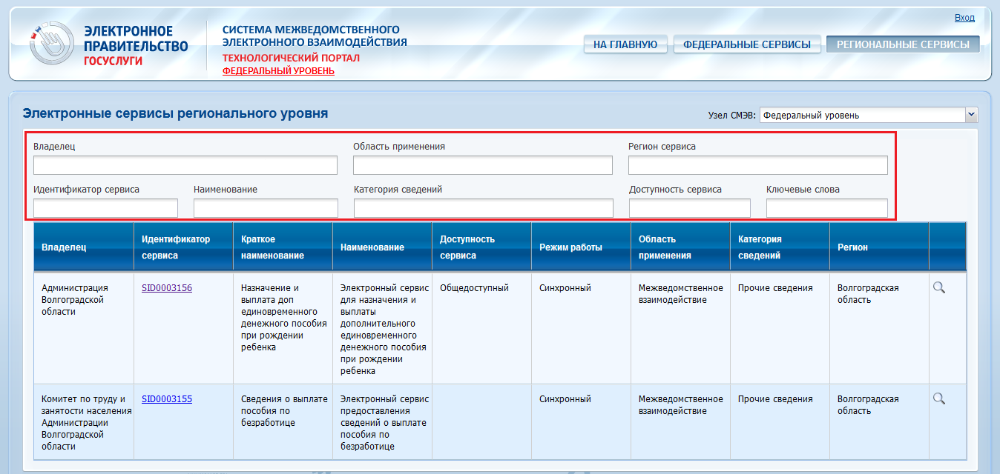 Вход
ЭЛЕКТРОННОЕ
ПРАВИТЕЛЬСТВО
ГОСУСЛУГИ
СИСТЕМА МЕЖВЕДОМСТВЕННОГО
ЭЛЕКТРОННОГО ВЗАИМОДЕЙСТВИЯ
ТЕХНОЛОГИЧЕСКИЙ ПОРТАЛ
ФЕДЕРАЛЬНЫЙ УРОВЕНЬ
НА ГЛАВНУЮ
ФЕДЕРАЛЬНЫЕ СЕРВИСЫ
РЕГИОНАЛЬНЫЕ СЕРВИСЫ
Электронные сервисы регионального уровня
Узел СМЭВ: Федеральный уровень
Владелец
Область применения
Регион сервиса
Идентификатор сервиса
Наименование
Категория сведений
Доступность сервиса
Ключевые слова
Владелец
Идентификатор
сервиса
Краткое
наименование
Наименование
Доступность
сервиса
Режим работы
Область
применения
Категория
сведений
Регион
Администрация
Волгоградской
области
SID0003156
Назначение и
выплата доп
единовременного
денежного пособия
при рождении
ребенка
Электронный сервис
для назначения и
выплаты
дополнительного
единовременного
денежного пособия
при рождении
ребенка
Общедоступный
Синхронный
Межведомственное
взаимодействие
Прочие сведения
Волгоградская
область
Комитет по труду и
занятости населения
Администрации
Волгоградской
области
SID0003155
Сведения о выплате
пособия по
безработице
Электронный сервис
предоставления
сведений о выплате
пособия по
безработице
Синхронный
Межведомственное
взаимодействие
Прочие сведения
Волгоградская
область